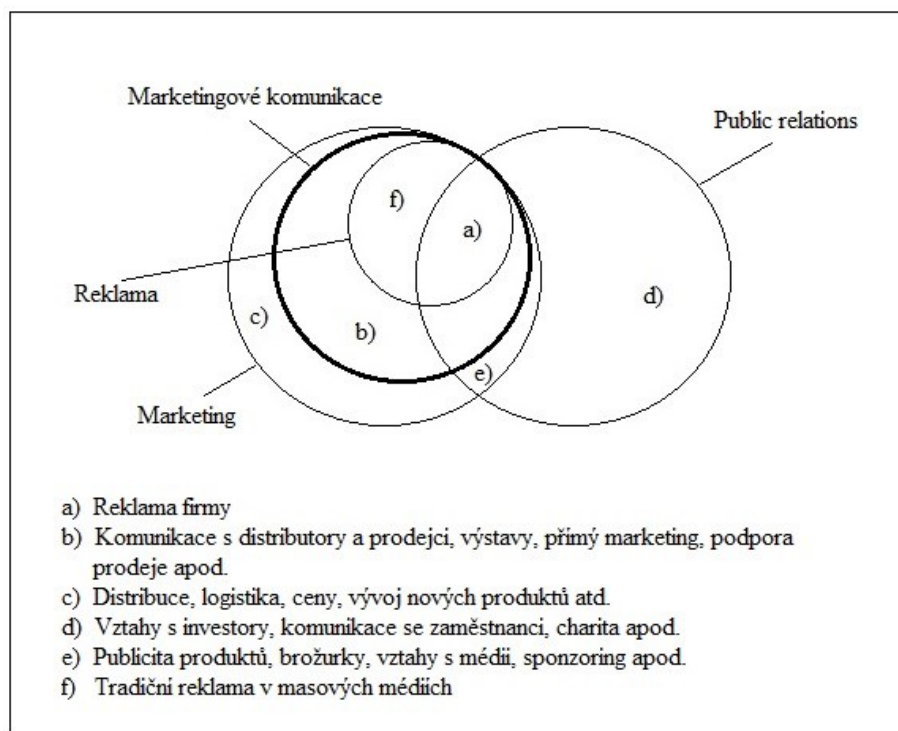 Marketingové komunikace
Public relations
f)
a)
Reklama
c)
b)
d)
e)
Marketing
a) Reklama firmy
b) Komunikace s distributory a prodejci, výstavy, přímý marketing, podpora
prodeje apod.
c) Distribuce, logistika, ceny, vývoj nových produktů atd.
d) Vztahy s investory, komunikace se zaměstnanci, charita apod.
e) Publicita produktů, brožurky, vztahy s médii, sponzoring apod.
f) Tradiční reklama v masových médiích